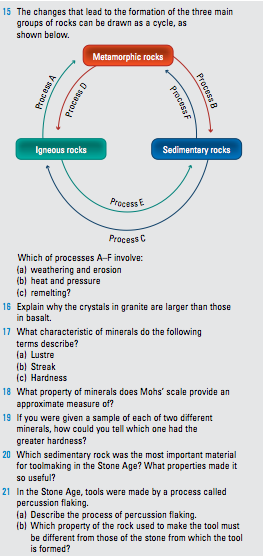 15 The changes that lead to the formation of the three main
groups of rocks can be drawn as a cycle, as
shown below.
Metamorphic rocks
Process A
Process D
Process B
Process F
Igneous rocks
Sedimentary rocks
Process E
Process C
Which of processes A–F involve:
(a) weathering and erosion
(b) heat and pressure
(c) remelting?
16 Explain why the crystals in granite are larger than those
in basalt.
17 What characteristic of minerals do the following
terms describe?
(a) Lustre
(b) Streak
(c) Hardness
18 What property of minerals does Mohs' scale provide an
approximate measure of?
19 If you were given a sample of each of two different
minerals, how could you tell which one had the
greater hardness?
20 Which sedimentary rock was the most important material
for toolmaking in the Stone Age? What properties made it
so useful?
21 In the Stone Age, tools were made by a process called
percussion flaking.
(a) Describe the process of percussion flaking.
(b) Which property of the rock used to make the tool must
be different from those of the stone from which the tool
is formed?